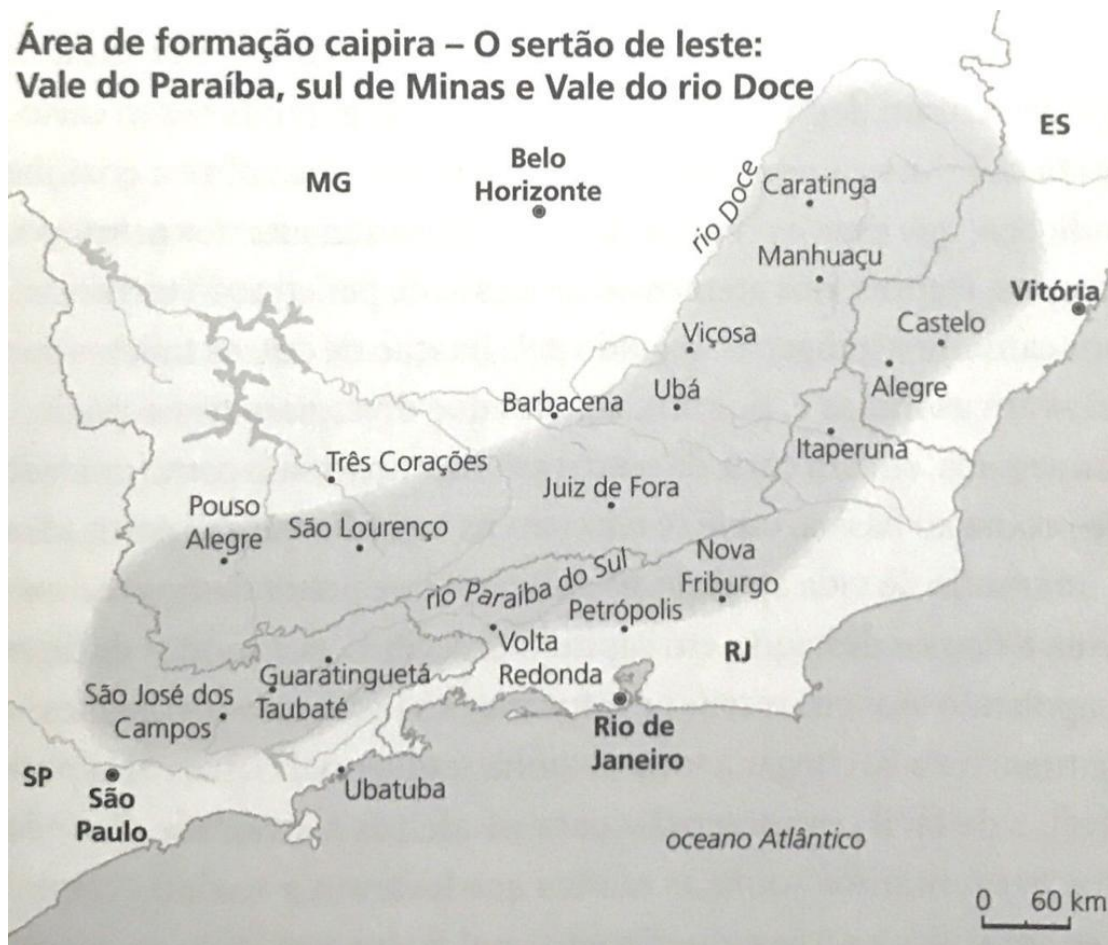 Área de formação caipira – O sertão de leste:
Vale do Paraíba, sul de Minas e Vale do rio Doce
ES
Belo
Horizonte
MG
rio Doce
Caratinga
Manhuaçu
Vitória
Castelo
Viçosa
Alegre
Ubá
Barbacena
Itaperuna
Três Corações
Juiz de Fora
Pouso
Alegre
São Lourenço
Nova
Friburgo
rio Paraíba do Sul
Petrópolis
Volta
Redonda
RJ
Guaratinguetá
São José dos
Campos
Taubaté
Rio de
Janeiro
SP
São
Paulo
Ubatuba
oceano Atlântico
0 60 km